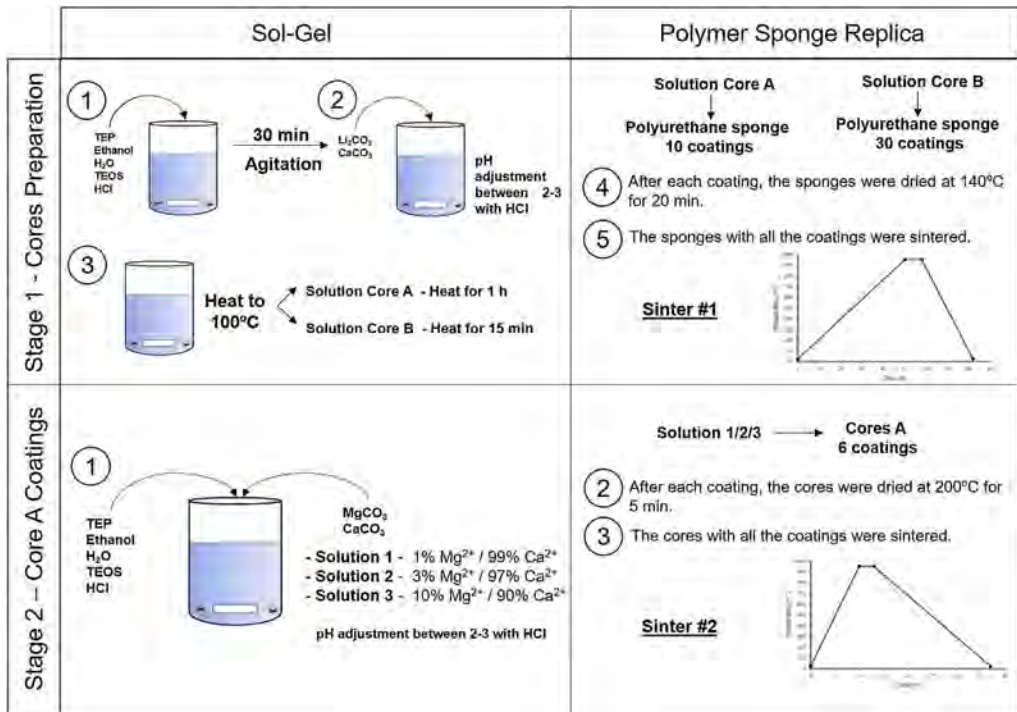 Sol-Gel
Polymer Sponge Replica
Stage 1 - Cores Preparation
1
TEP
Ethanol
H₂O
TEOS
HCl
30 min
Agitation
2
Li₂CO₃
CaCO₃
pH
adjustment
between 2-3
with HCl
3
Heat to
100ºC
Solution Core A - Heat for 1 h
Solution Core B - Heat for 15 min
Solution Core A
Polyurethane sponge
10 coatings
Solution Core B
Polyurethane sponge
30 coatings
4 After each coating, the sponges were dried at 140ºC
for 20 min.
5 The sponges with all the coatings were sintered.
Sinter #1
Stage 2 – Core A Coatings
1
TEP
Ethanol
H₂O
TEOS
HCl
MgCO₃
CaCO₃
- Solution 1 - 1% Mg²⁺ / 99% Ca²⁺
- Solution 2 - 3% Mg²⁺ / 97% Ca²⁺
- Solution 3 - 10% Mg²⁺ / 90% Ca²⁺
pH adjustment between 2-3 with HCl
Solution 1/2/3
Cores A
6 coatings
2 After each coating, the cores were dried at 200ºC for
5 min.
3 The cores with all the coatings were sintered.
Sinter #2